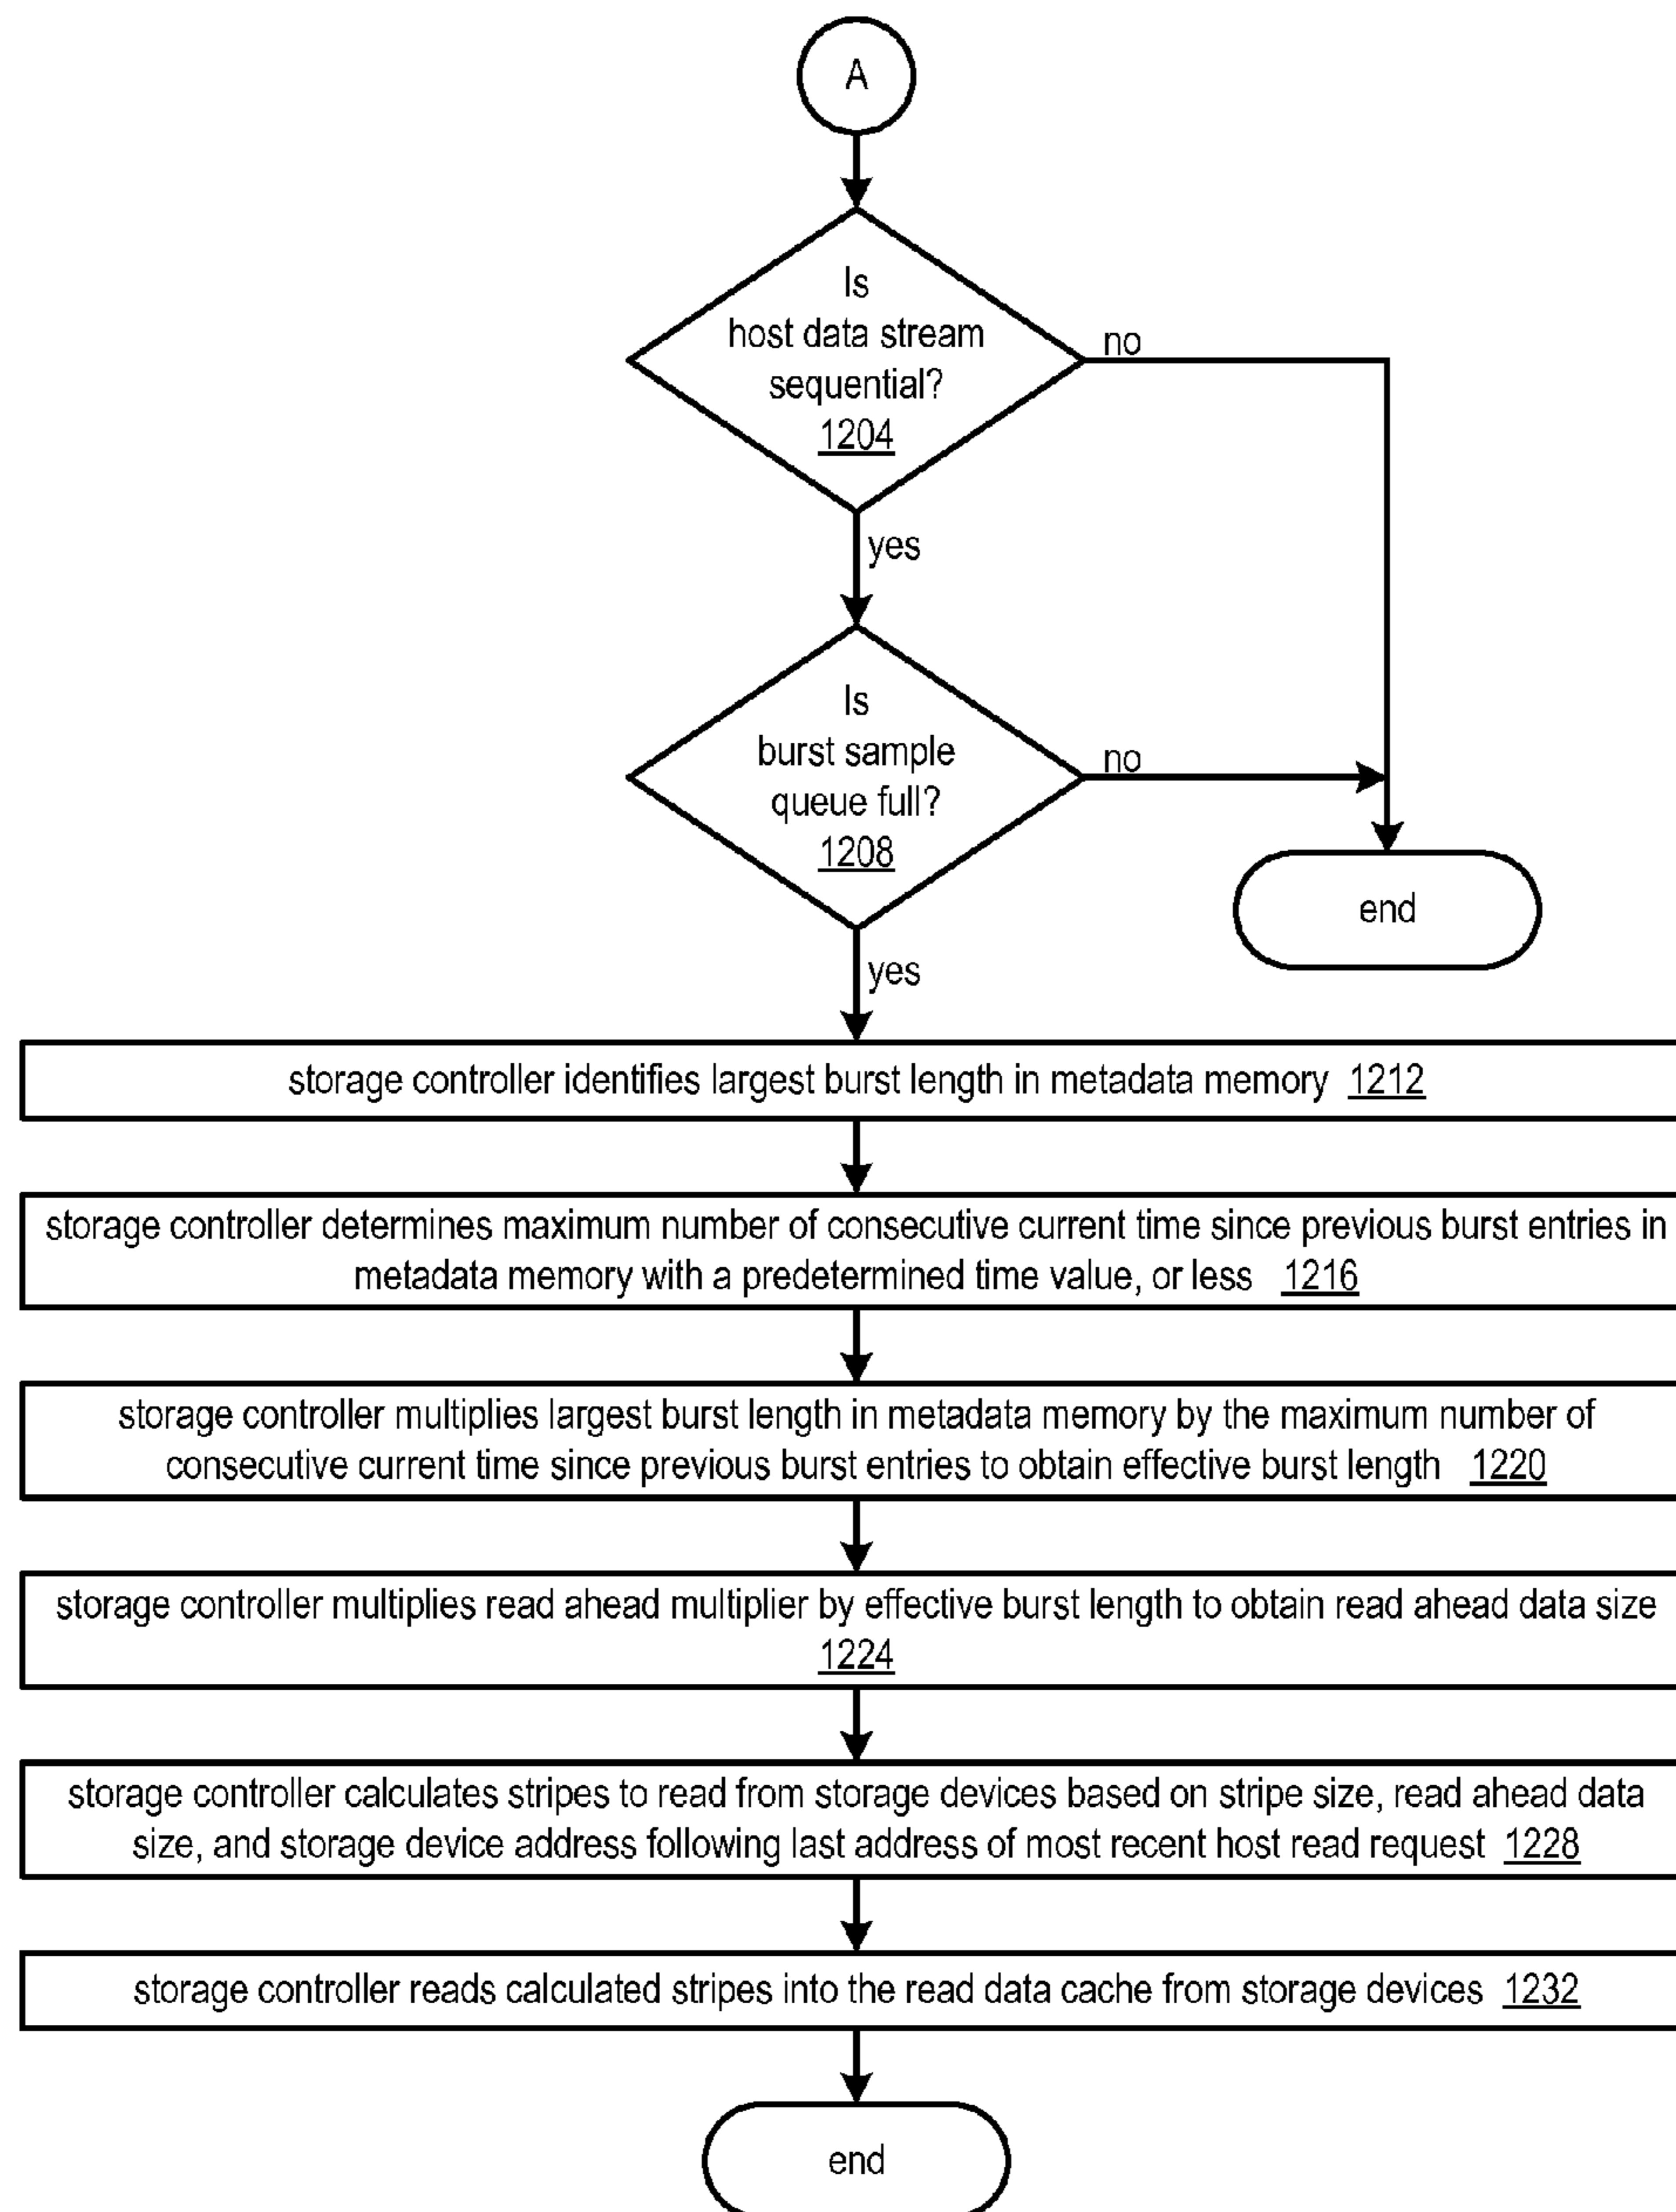 A
Is
host data stream
sequential?
1204
no
yes
Is
burst sample
queue full?
1208
no
end
yes
storage controller identifies largest burst length in metadata memory 1212
storage controller determines maximum number of consecutive current time since previous burst entries in
metadata memory with a predetermined time value, or less 1216
storage controller multiplies largest burst length in metadata memory by the maximum number of
consecutive current time since previous burst entries to obtain effective burst length 1220
storage controller multiplies read ahead multiplier by effective burst length to obtain read ahead data size
1224
storage controller calculates stripes to read from storage devices based on stripe size, read ahead data
size, and storage device address following last address of most recent host read request 1228
storage controller reads calculated stripes into the read data cache from storage devices 1232
end